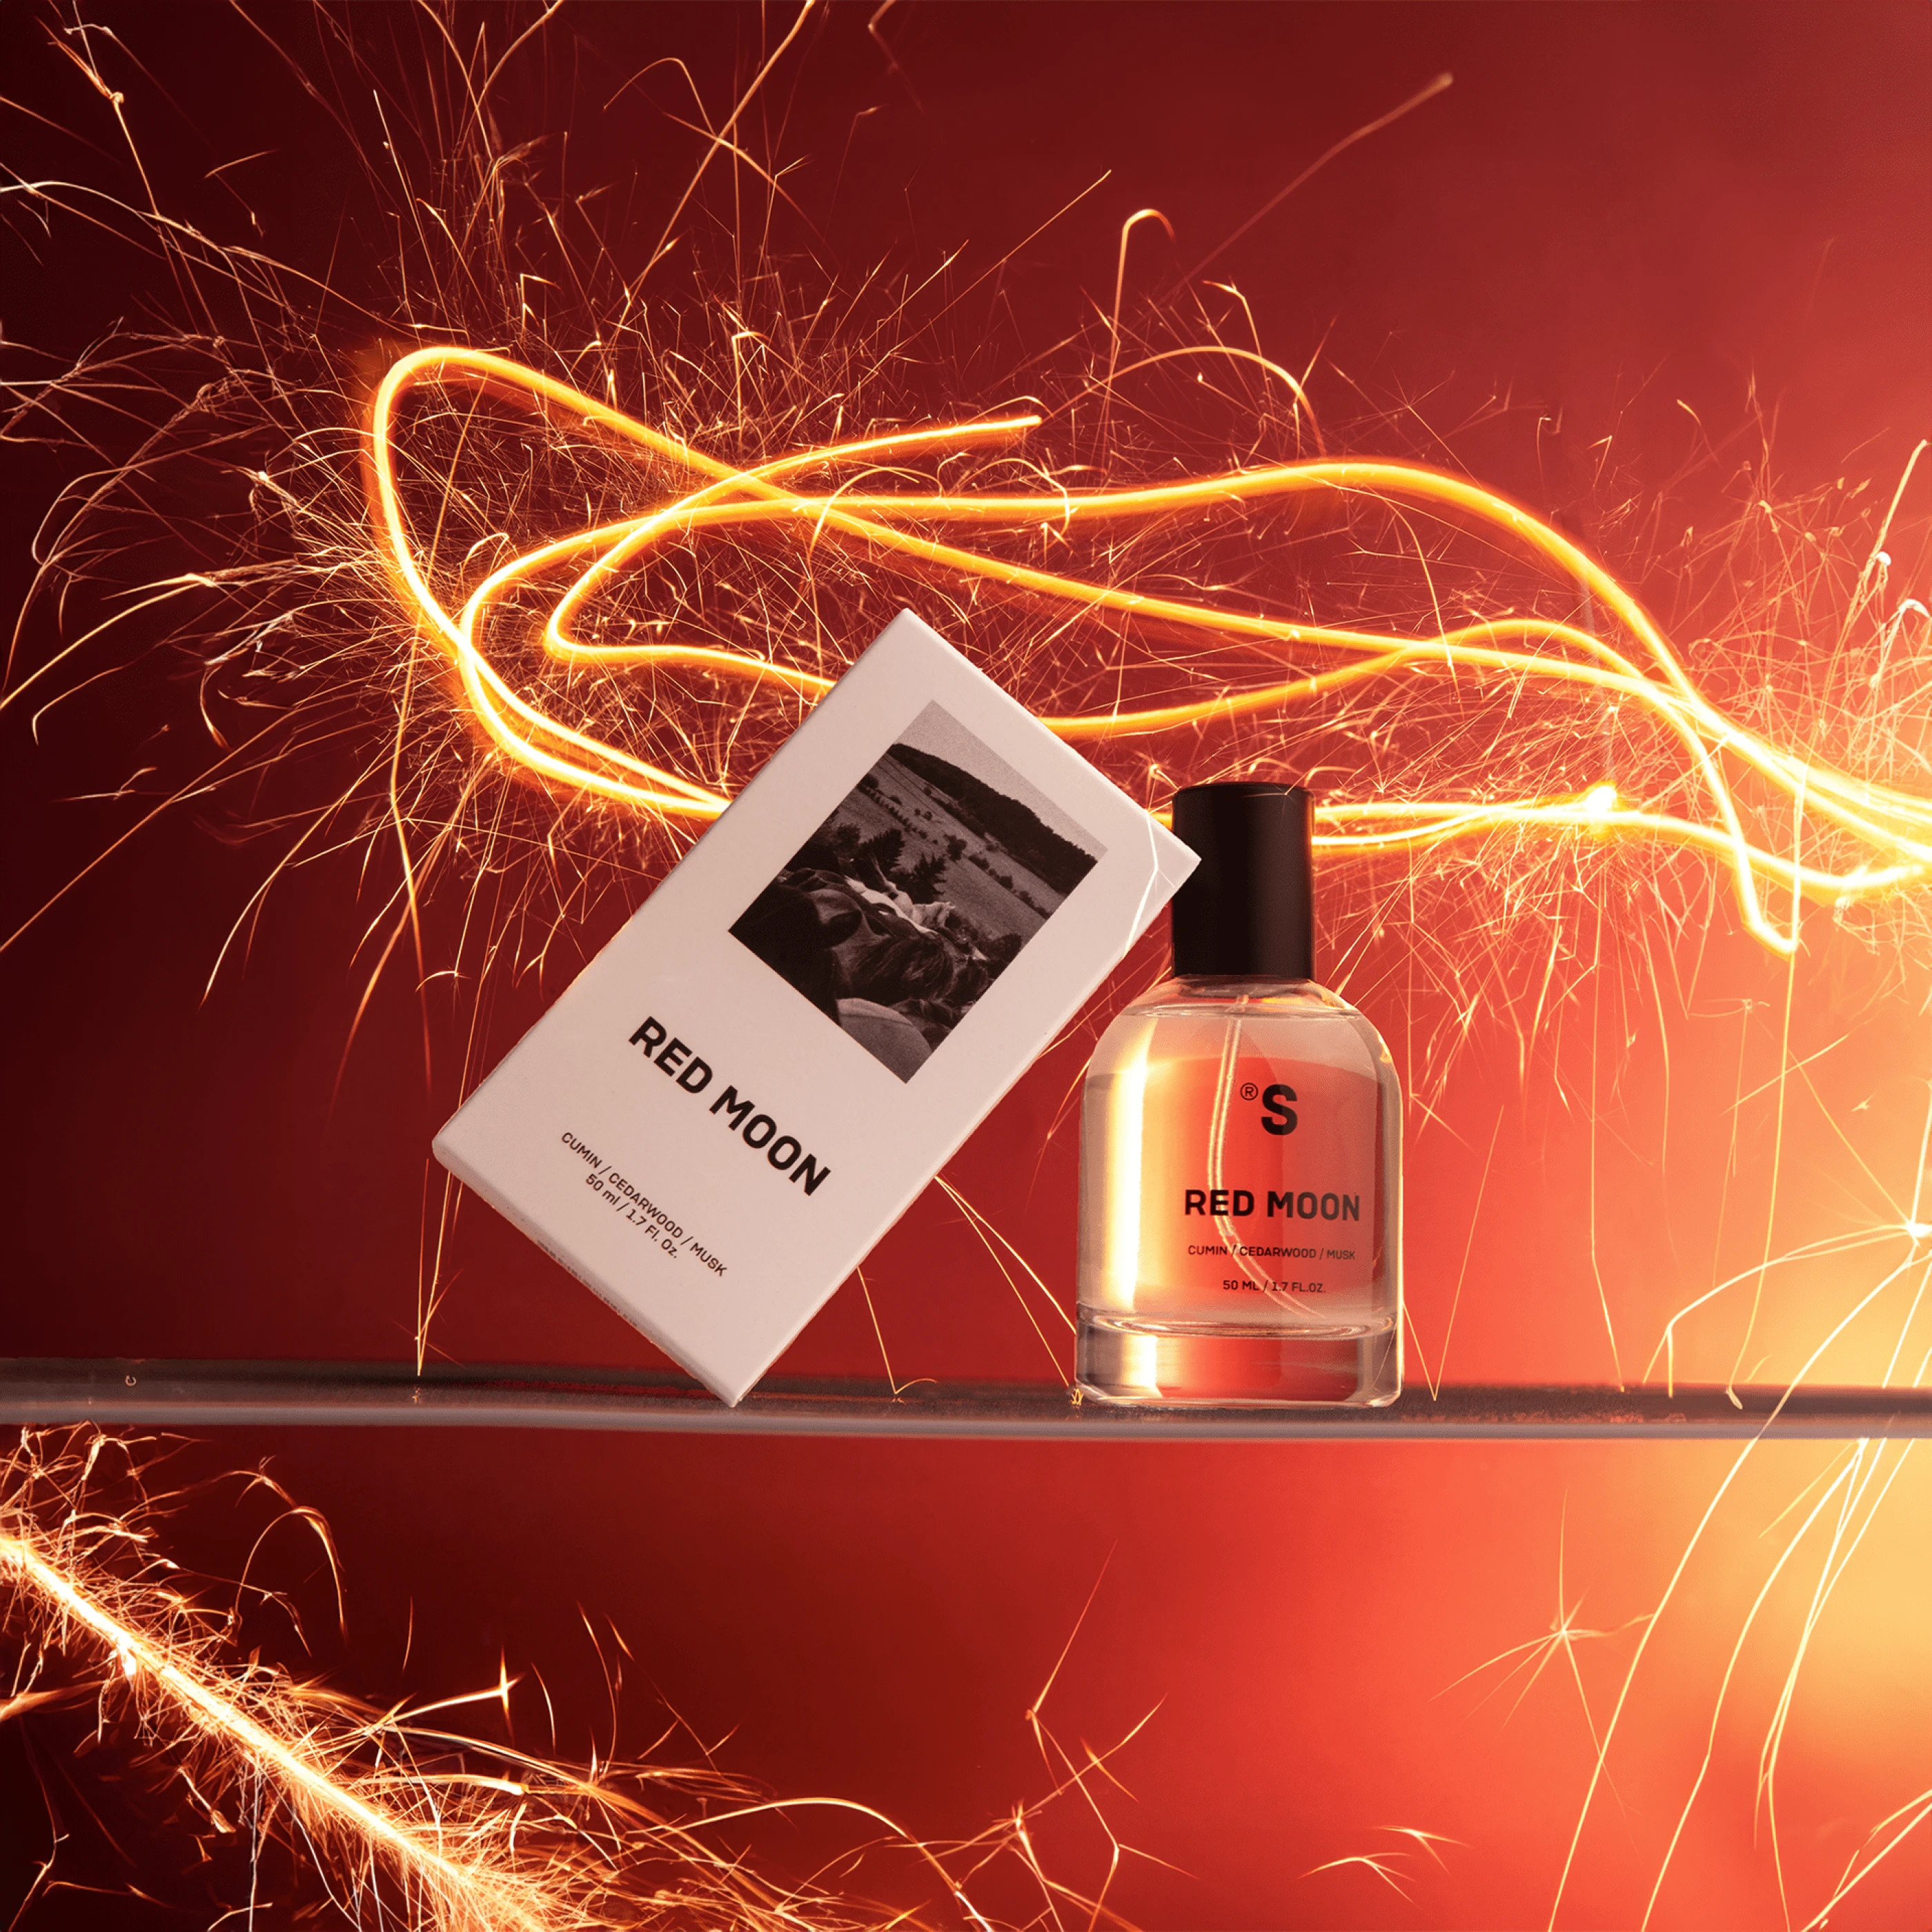 RED MOON
CUMIN / CEDARWOOD / MUSK
50 ml / 1.7 Fl. Oz.
®S
RED MOON
CUMIN / CEDARWOOD / MUSK
50 ML / 1.7 FL.OZ.